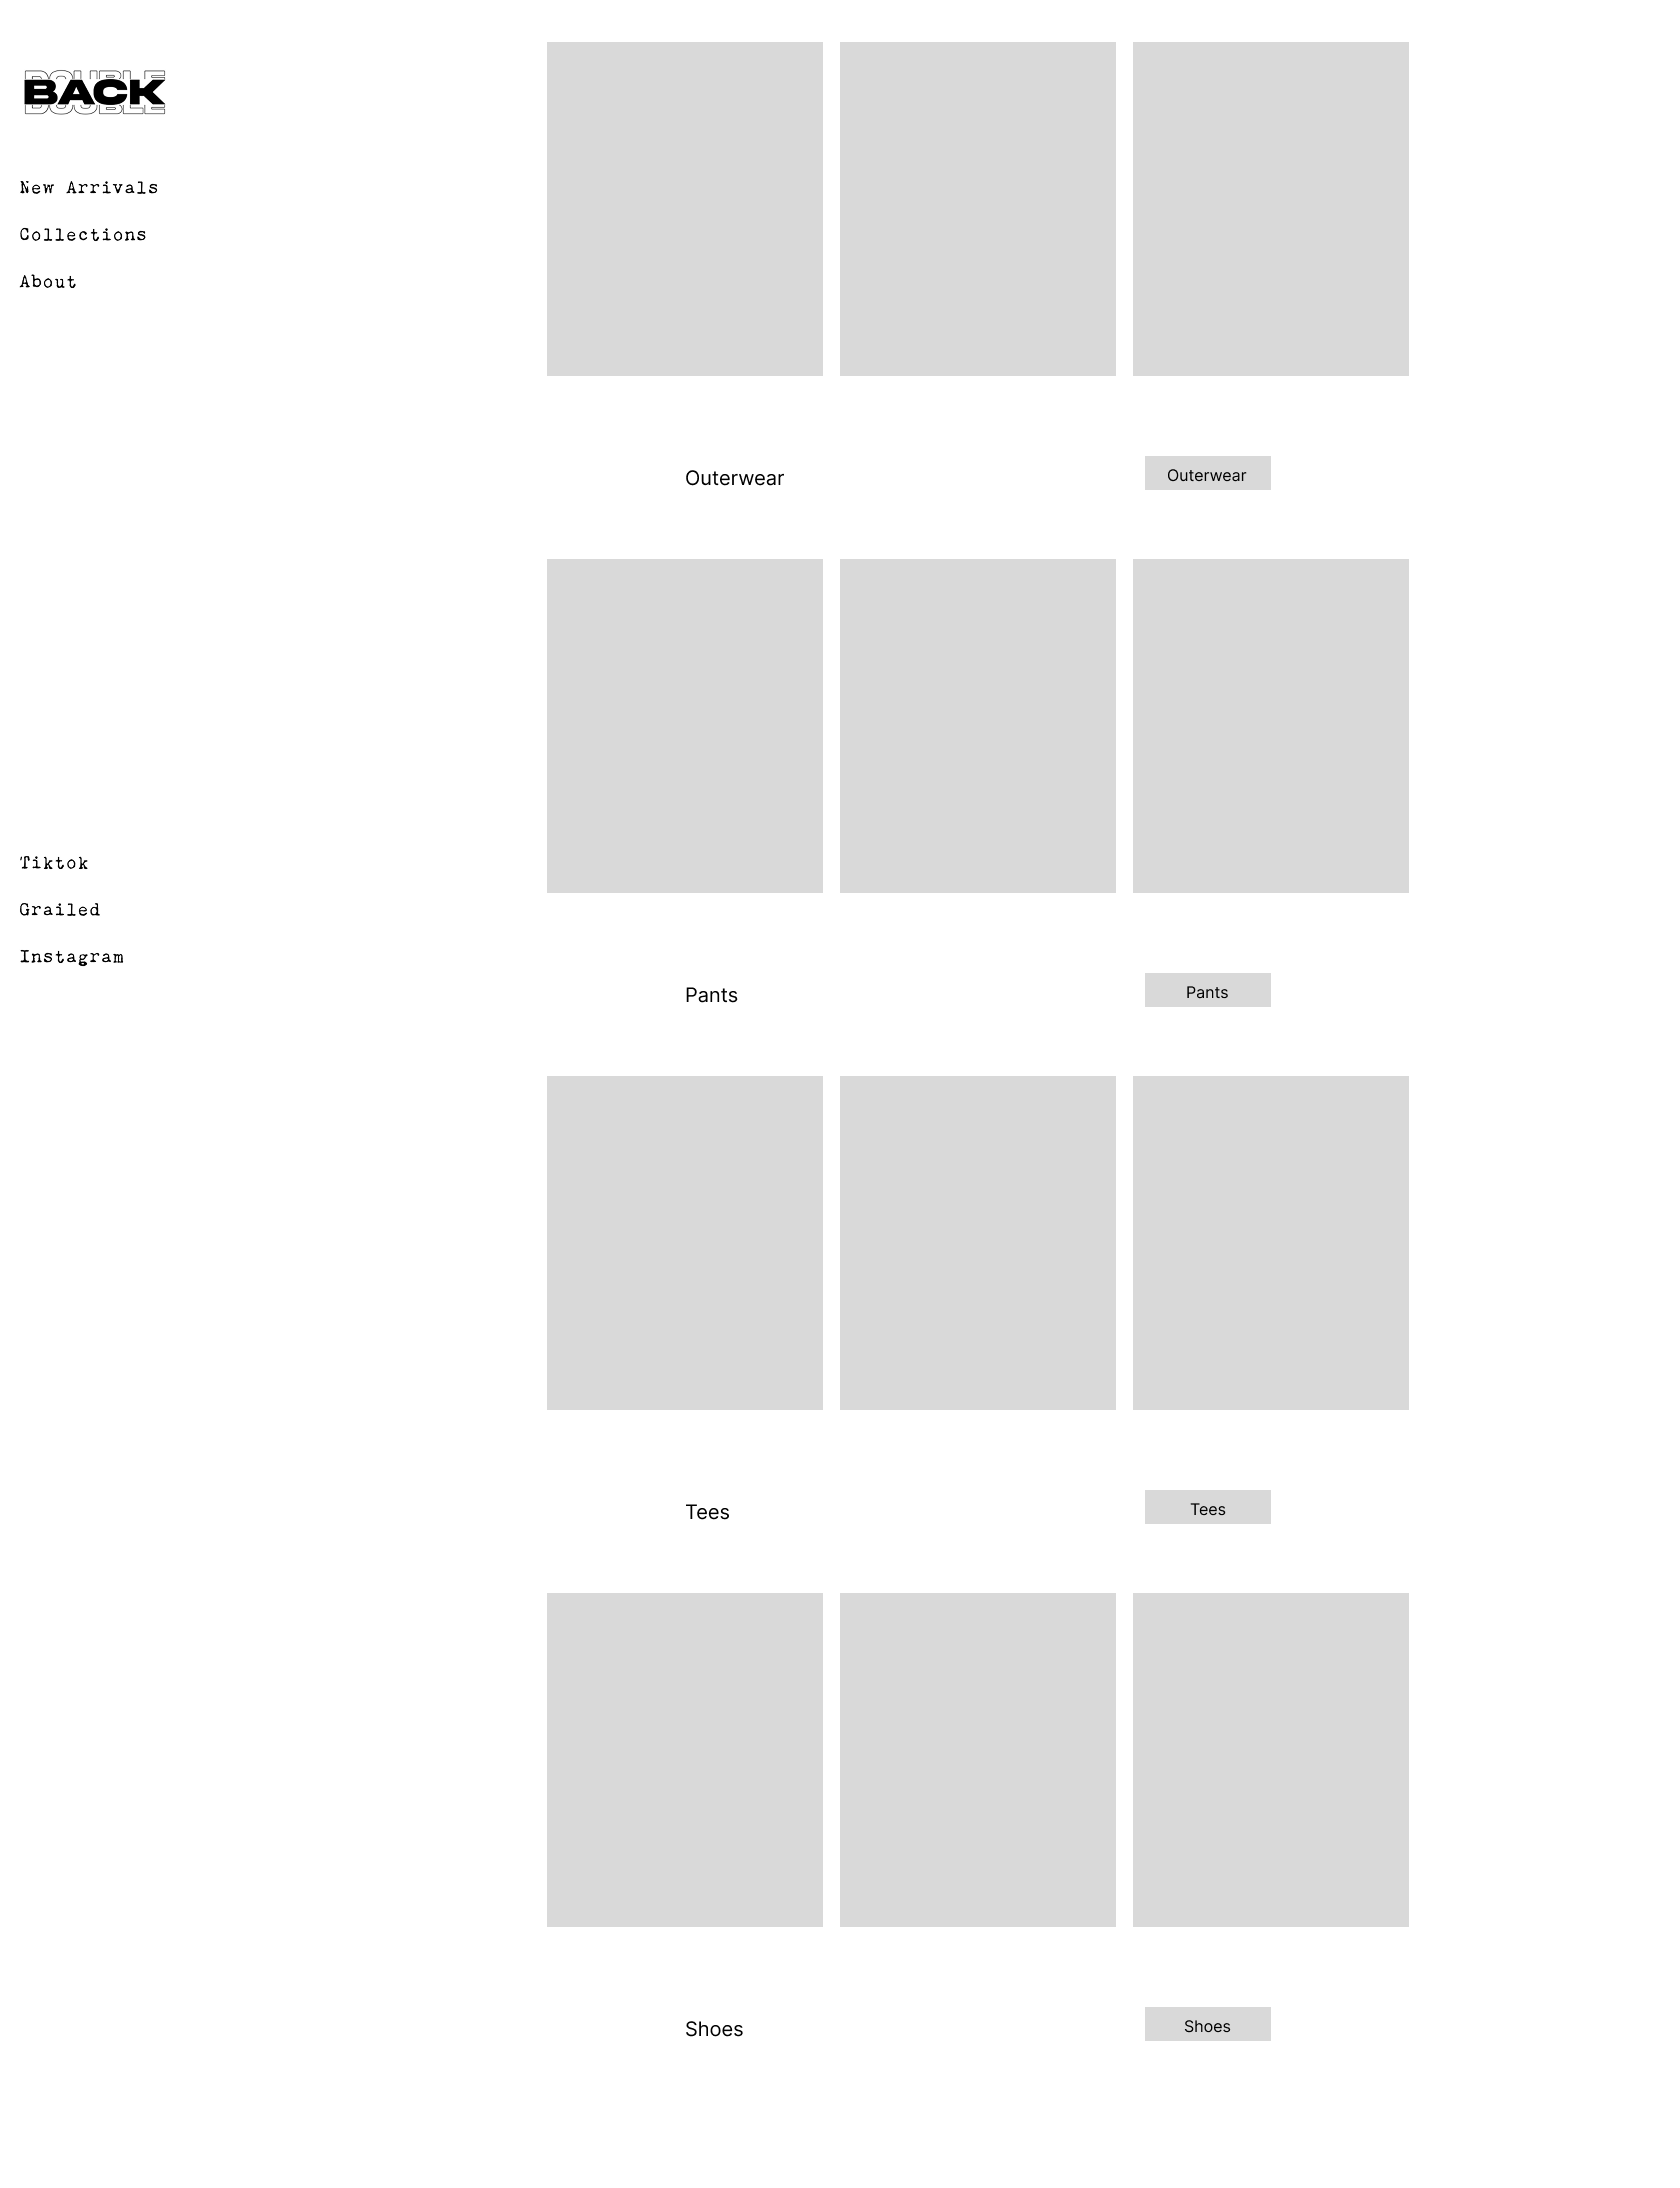 DOUBLE
BACK
DOUBLE
New Arrivals
Collections
About
Outerwear
Outerwear
Tiktok
Grailed
Instagram
Pants
Pants
Tees
Tees
Shoes
Shoes